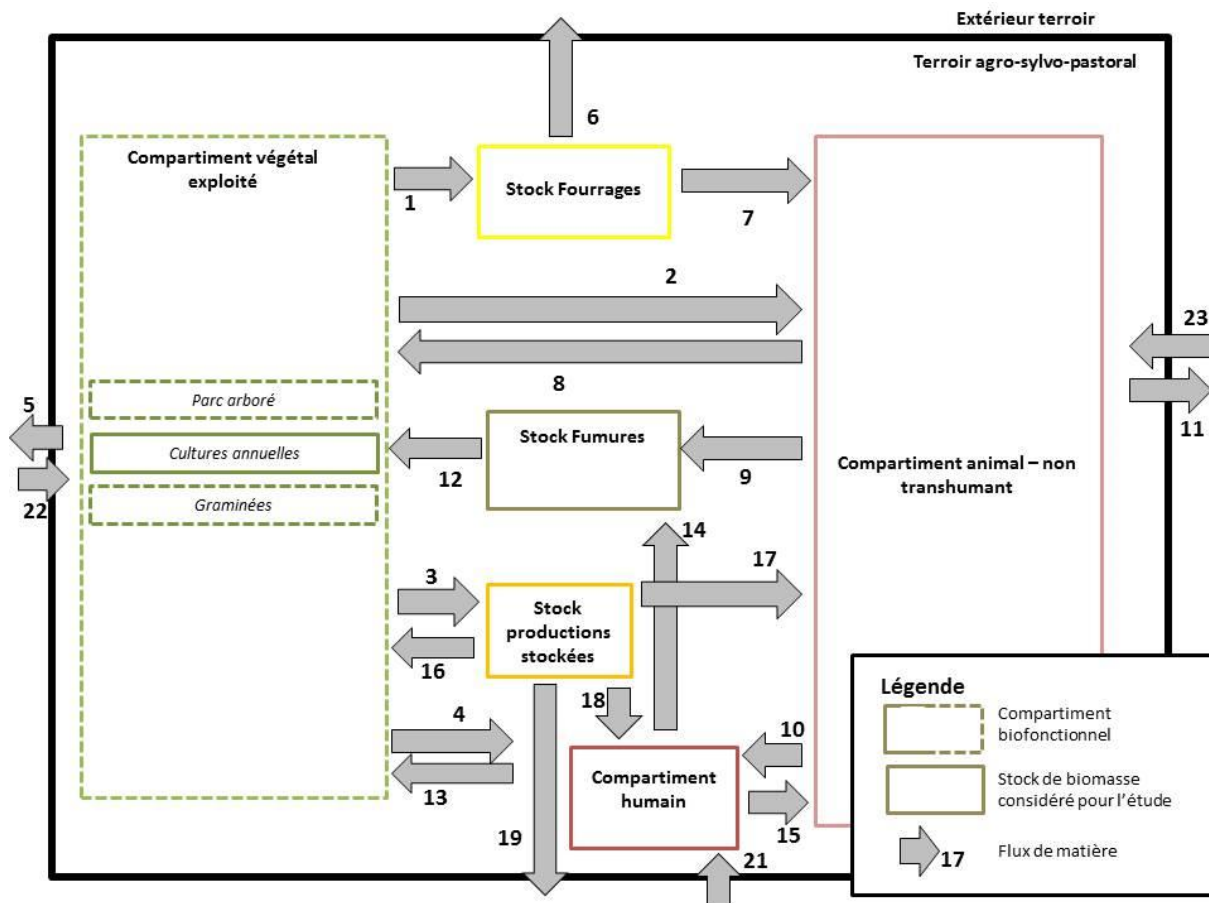 Extérieur terroir
Terroir agro-sylvo-pastoral
6
Compartiment végétal
exploité
Stock Fourrages
1
7
2
23
8
5
Parc arboré
Stock Fumures
11
Cultures annuelles
12
9
Compartiment animal – non
transhumant
22
Graminées
14
17
3
Stock
productions
stockées
16
18
4
10
13
Compartiment
humain
15
19
21
Légende
Compartiment
biofonctionnel
Stock de biomasse
considéré pour l'étude
17
Flux de matière